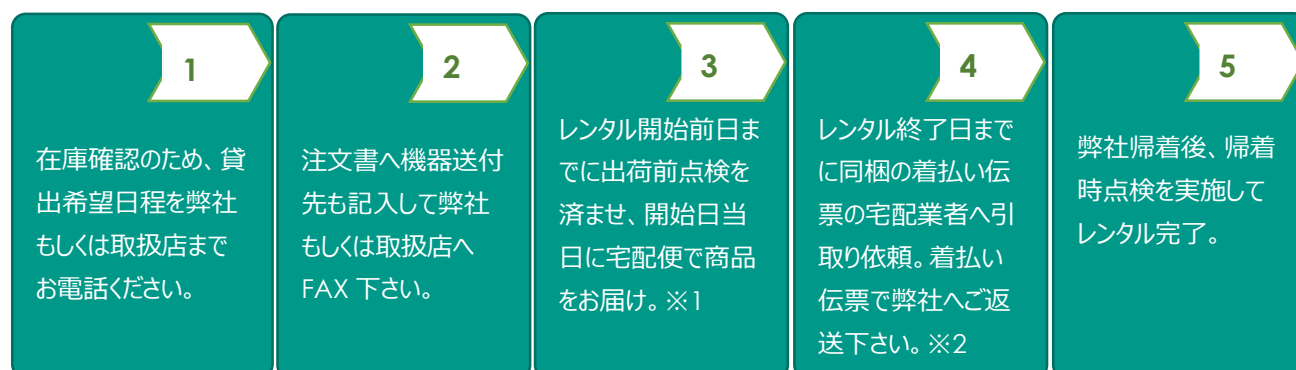 1
在庫確認のため、貸
出希望日程を弊社
もしくは取扱店まで
お電話ください。
2
注文書へ機器送付
先も記入して弊社
もしくは取扱店へ
FAX 下さい。
3
レンタル開始前日ま
でに出荷前点検を
済ませ、開始日当
日に宅配便で商品
をお届け。※1
4
レンタル終了日まで
に同梱の着払い伝
票の宅配業者へ引
取り依頼。着払い
伝票で弊社へご返
送下さい。※2
5
弊社帰着後、帰着
時点検を実施して
レンタル完了。